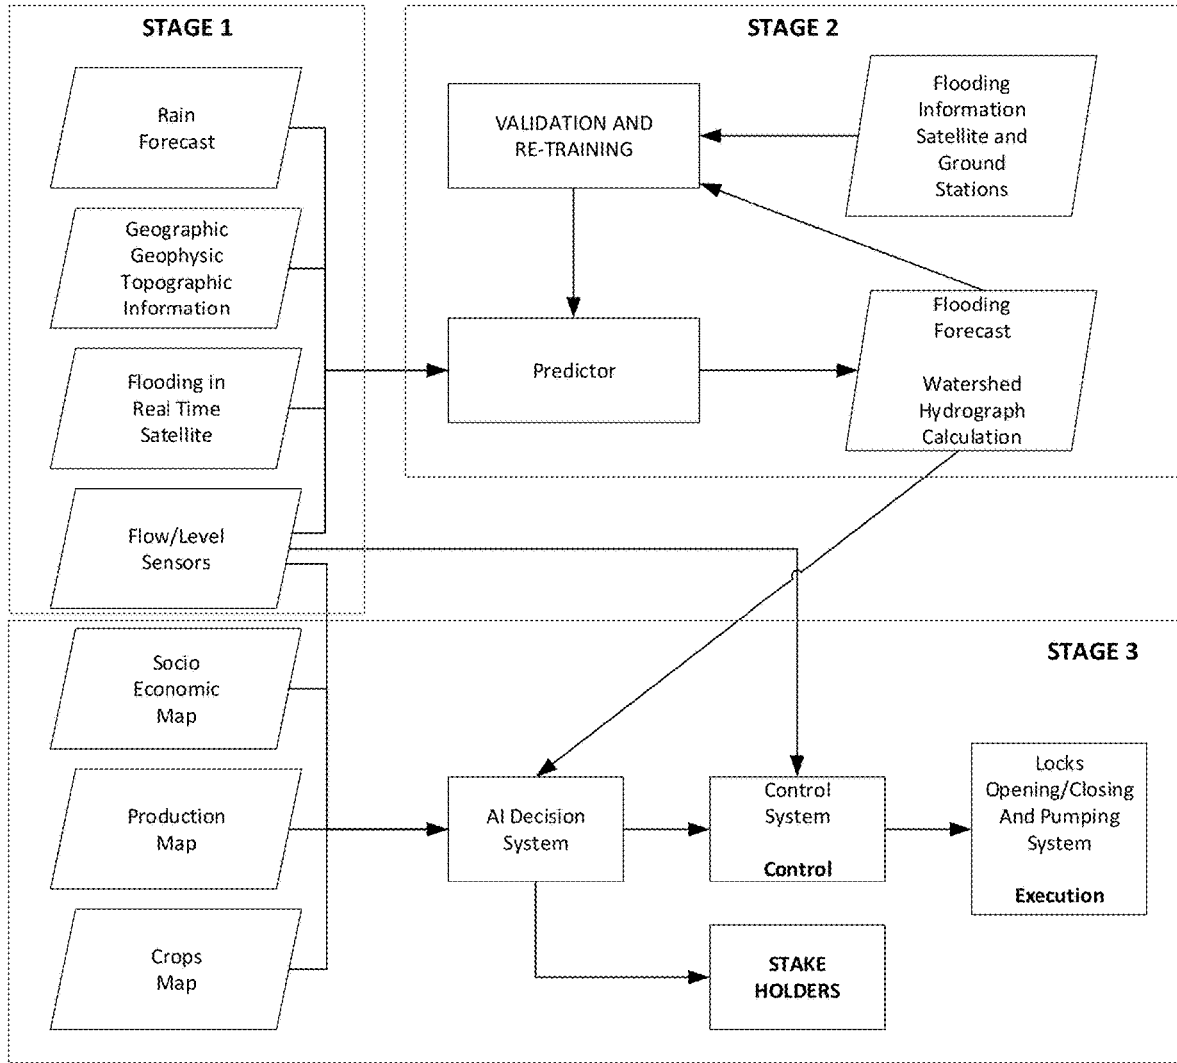 STAGE 1
Rain
Forecast
Geographic
Geophysic
Topographic
Information
Flooding in
Real Time
Satellite
Flow/Level
Sensors
STAGE 2
VALIDATION AND
RE-TRAINING
Flooding
Information
Satellite and
Ground
Stations
Predictor
Flooding
Forecast
Watershed
Hydrograph
Calculation
STAGE 3
Socio
Economic
Map
Production
Map
Crops
Map
AI Decision
System
Control
System
Control
Locks
Opening/Closing
And Pumping
System
Execution
STAKE
HOLDERS